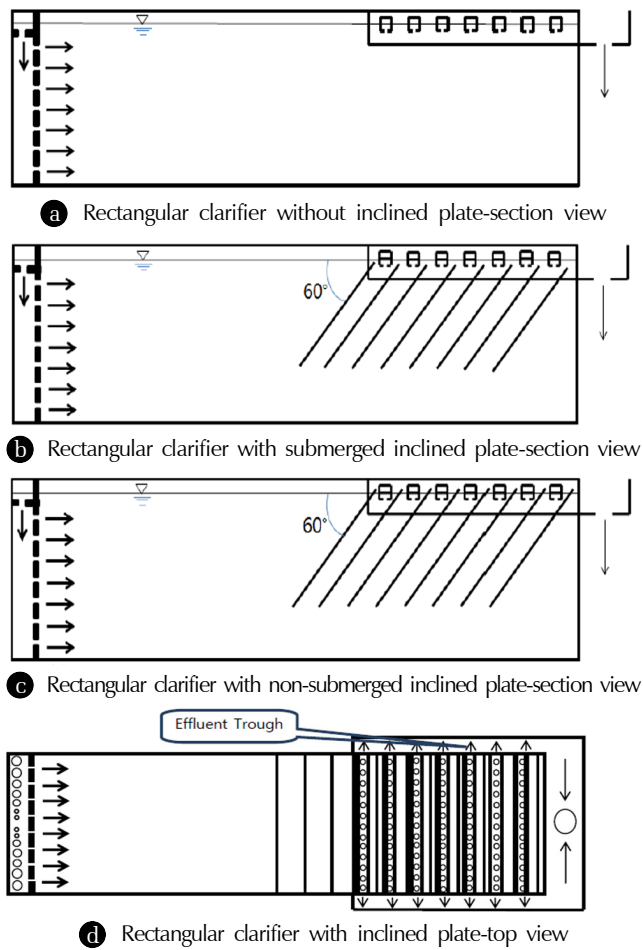 a Rectangular clarifier without inclined plate-section view
60°
b Rectangular clarifier with submerged inclined plate-section view
60°
c Rectangular clarifier with non-submerged inclined plate-section view
Effluent Trough
d Rectangular clarifier with inclined plate-top view